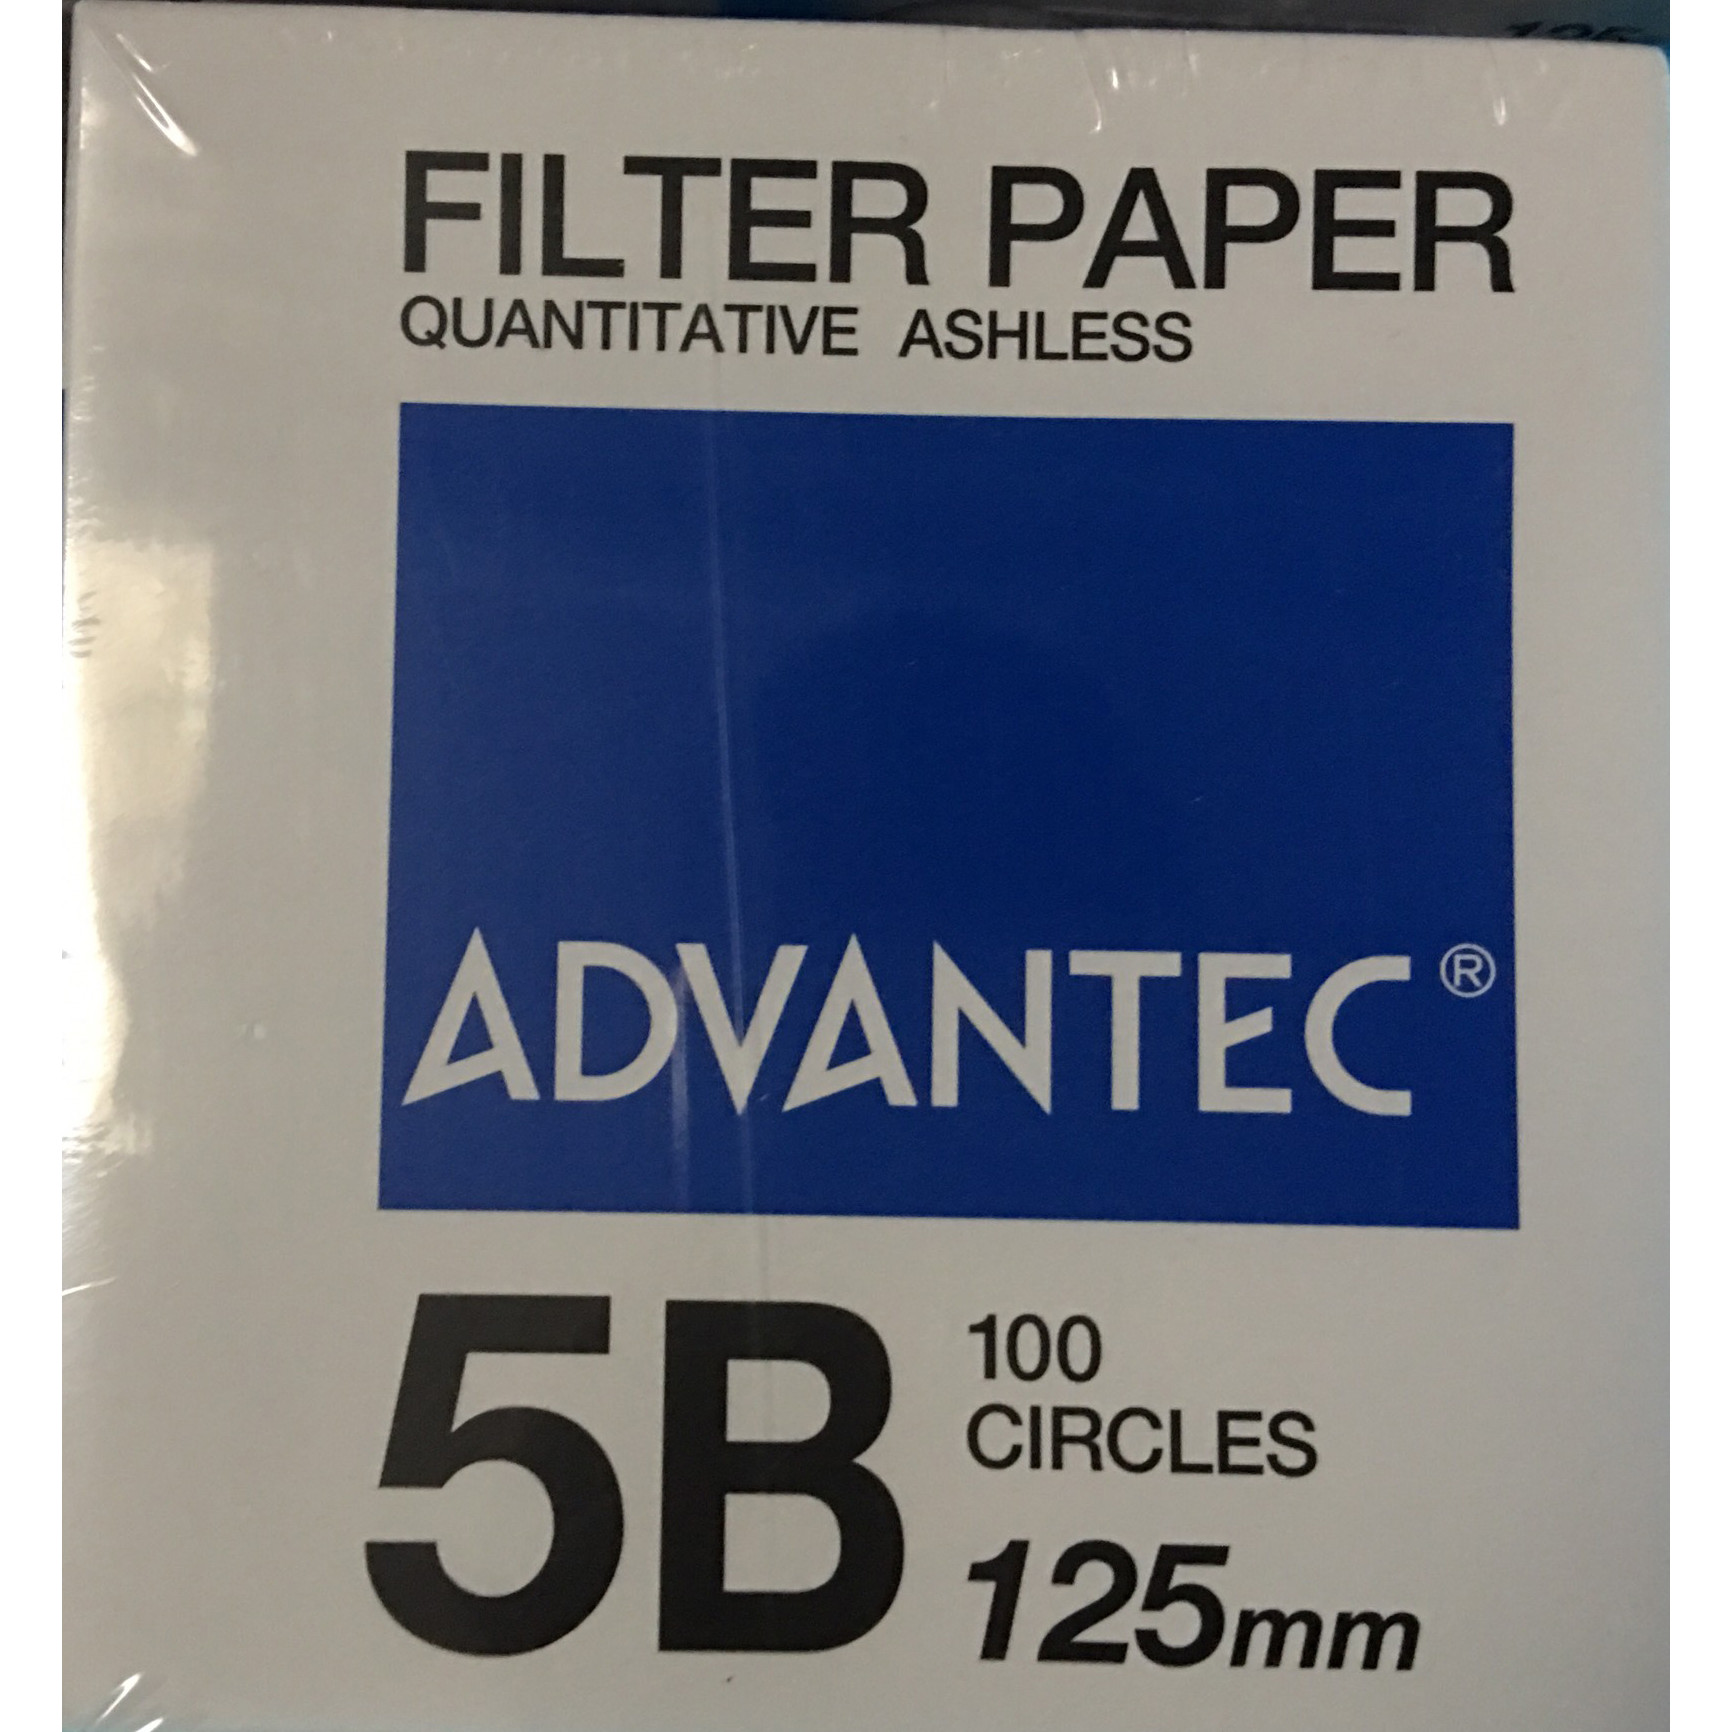 FILTER PAPER
QUANTITATIVE ASHLESS
ADVANTEC®
5B
100
CIRCLES
125mm